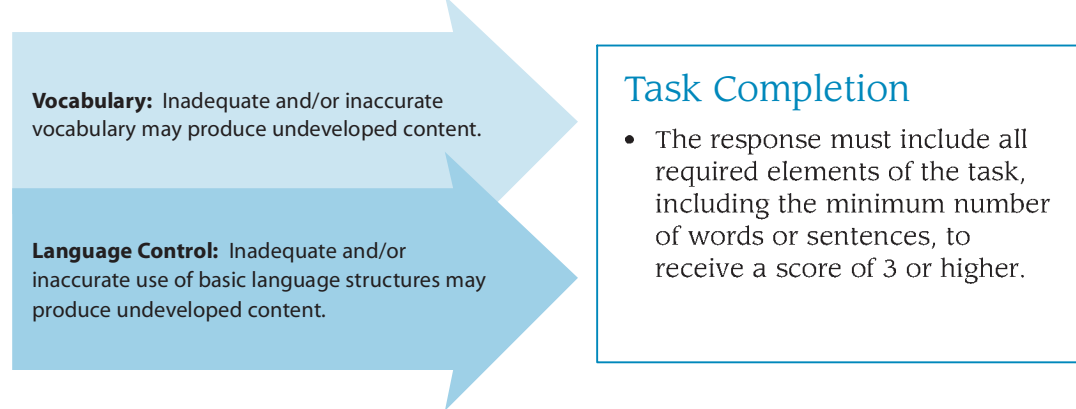 Vocabulary: Inadequate and/or inaccurate
vocabulary may produce undeveloped content.
Language Control: Inadequate and/or
inaccurate use of basic language structures may
produce undeveloped content.
Task Completion
• The response must include all
required elements of the task,
including the minimum number
of words or sentences, to
receive a score of 3 or higher.